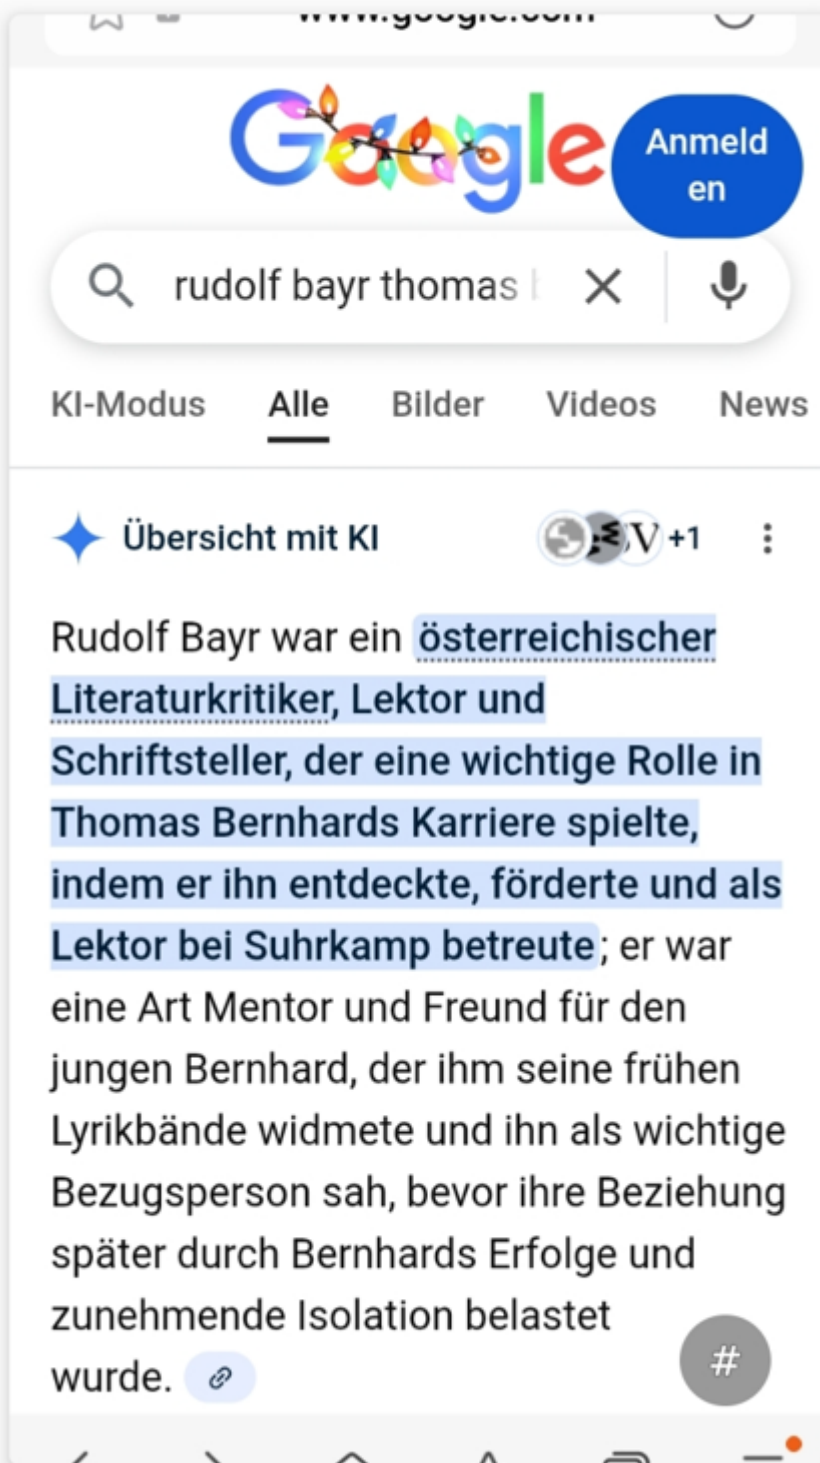 www.google.com
Google
Anmeld
en
rudolf bayr thomas
KI-Modus Alle Bilder Videos News
Übersicht mit KI V +1
Rudolf Bayr war ein österreichischer
Literaturkritiker, Lektor und
Schriftsteller, der eine wichtige Rolle in
Thomas Bernhards Karriere spielte,
indem er ihn entdeckte, förderte und als
Lektor bei Suhrkamp betreute; er war
eine Art Mentor und Freund für den
jungen Bernhard, der ihm seine frühen
Lyrikbände widmete und ihn als wichtige
Bezugsperson sah, bevor ihre Beziehung
später durch Bernhards Erfolge und
zunehmende Isolation belastet
wurde.
#